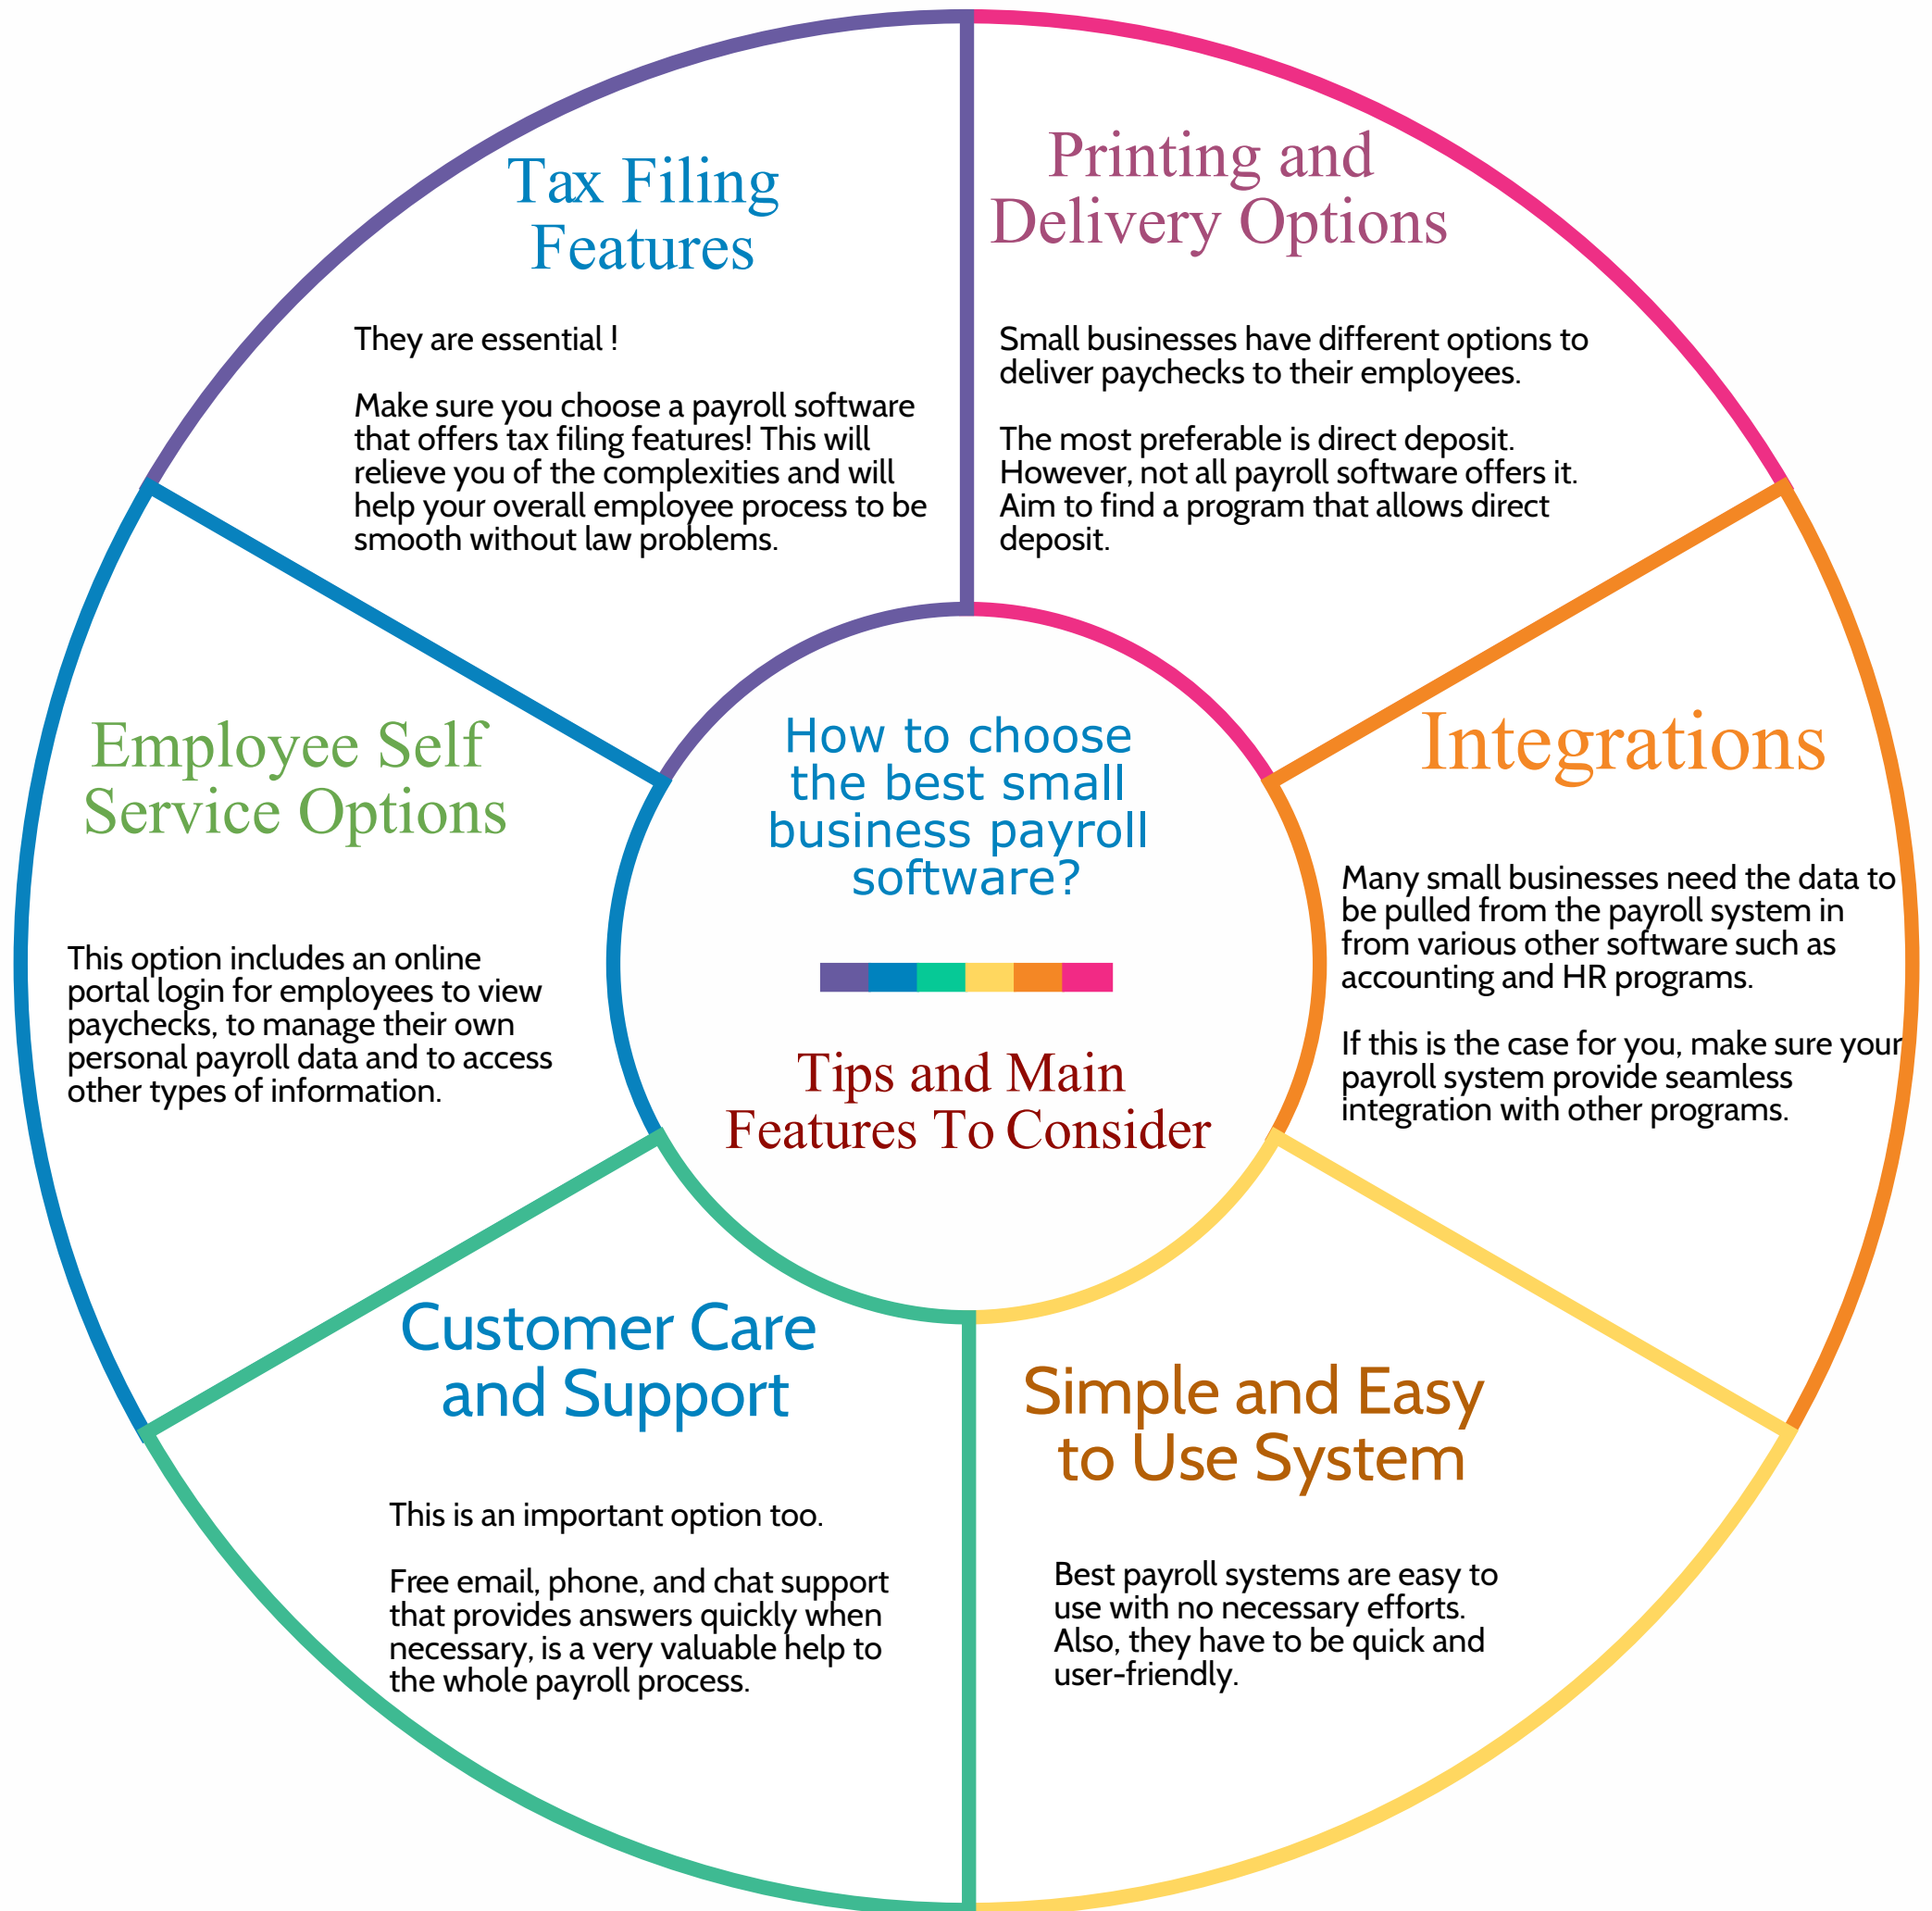 Tax Filing
Features
They are essential !
Make sure you choose a payroll software
that offers tax filing features! This will
relieve you of the complexities and will
help your overall employee process to be
smooth without law problems.
Printing and
Delivery Options
Small businesses have different options to
deliver paychecks to their employees.
The most preferable is direct deposit.
However, not all payroll software offers it.
Aim to find a program that allows direct
deposit.
Employee Self
Service Options
This option includes an online
portal login for employees to view
paychecks, to manage their own
personal payroll data and to access
other types of information.
How to choose
the best small
business payroll
software?
Tips and Main
Features To Consider
Integrations
Many small businesses need the data to
be pulled from the payroll system in
from various other software such as
accounting and HR programs.
If this is the case for you, make sure your
payroll system provide seamless
integration with other programs.
Customer Care
and Support
This is an important option too.
Free email, phone, and chat support
that provides answers quickly when
necessary, is a very valuable help to
the whole payroll process.
Simple and Easy
to Use System
Best payroll systems are easy to
use with no necessary efforts.
Also, they have to be quick and
user-friendly.